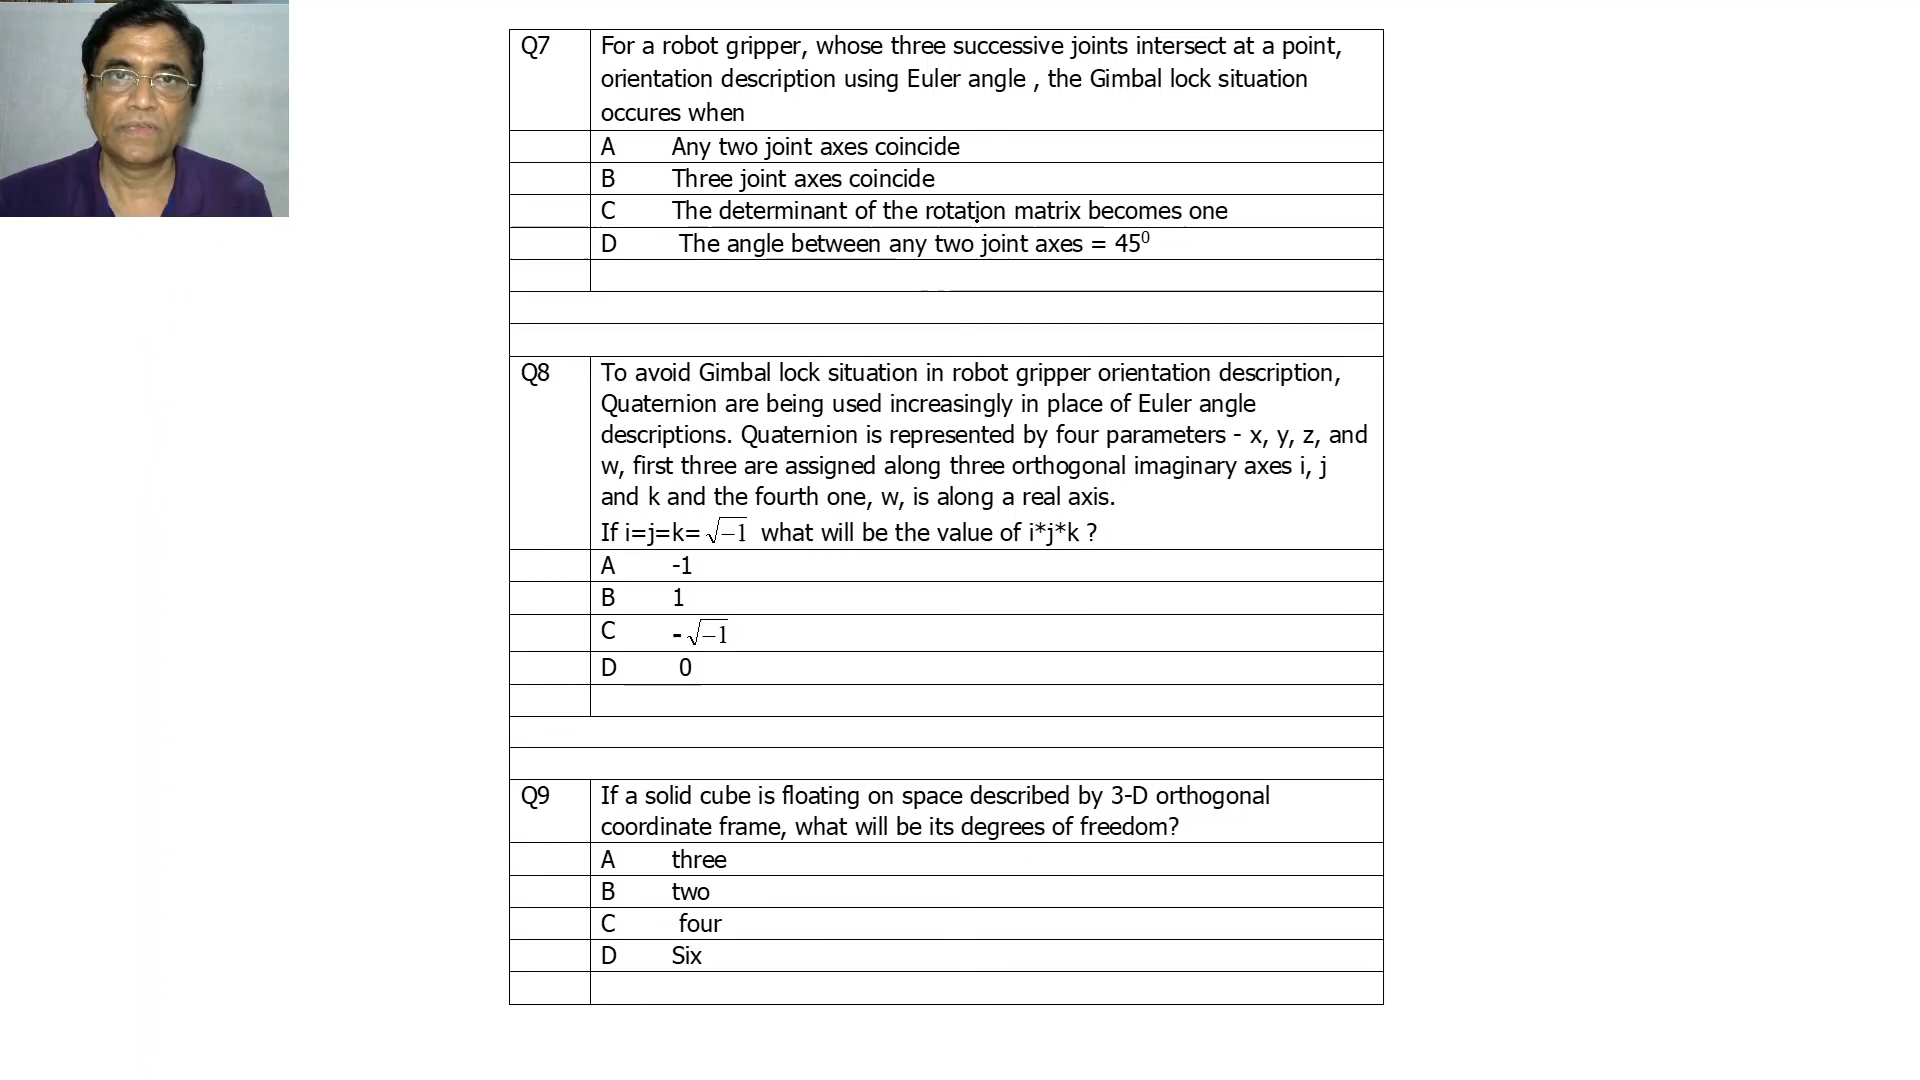 Q7 For a robot gripper, whose three successive joints intersect at a point,
orientation description using Euler angle , the Gimbal lock situation
occures when
A Any two joint axes coincide
B Three joint axes coincide
C The determinant of the rotation matrix becomes one
D The angle between any two joint axes = 45⁰
Q8 To avoid Gimbal lock situation in robot gripper orientation description,
Quaternion are being used increasingly in place of Euler angle
descriptions. Quaternion is represented by four parameters - x, y, z, and
w, first three are assigned along three orthogonal imaginary axes i, j
and k and the fourth one, w, is along a real axis.
If i=j=k= √−1 what will be the value of i*j*k ?
A -1
B 1
C -√−1
D 0
Q9 If a solid cube is floating on space described by 3-D orthogonal
coordinate frame, what will be its degrees of freedom?
A three
B two
C four
D Six